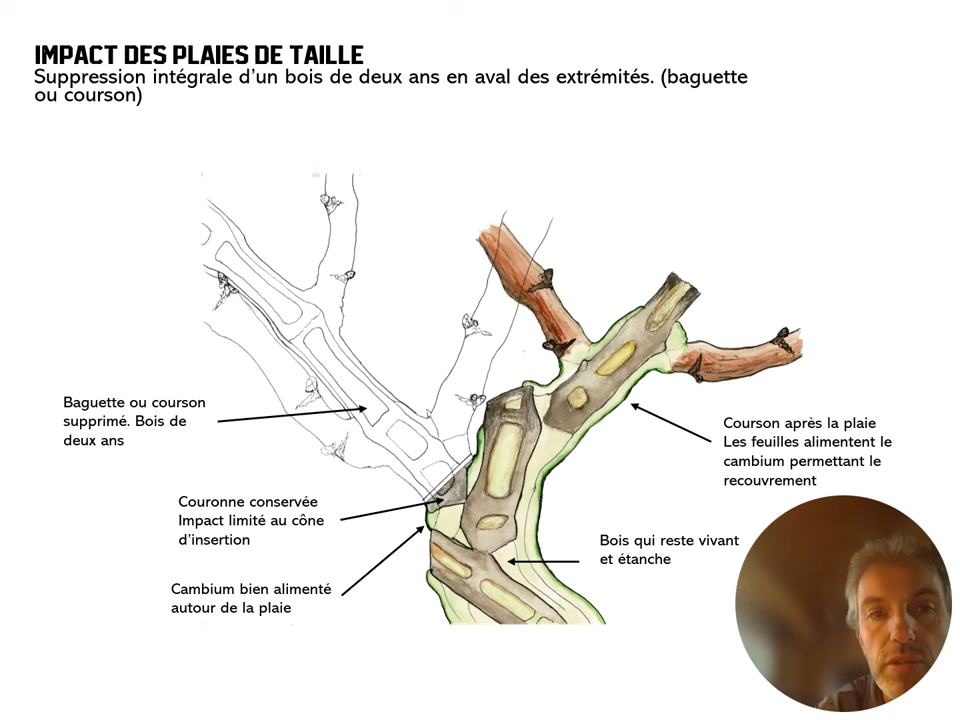 IMPACT DES PLAIES DE TAILLE
Suppression intégrale d'un bois de deux ans en aval des extrémités. (baguette
ou courson)
Baguette ou courson
supprimé. Bois de
deux ans
Courson après la plaie
Les feuilles alimentent le
cambium permettant le
recouvrement
Couronne conservée
Impact limité au cône
d'insertion
Bois qui reste vivant
et étanche
Cambium bien alimenté
autour de la plaie